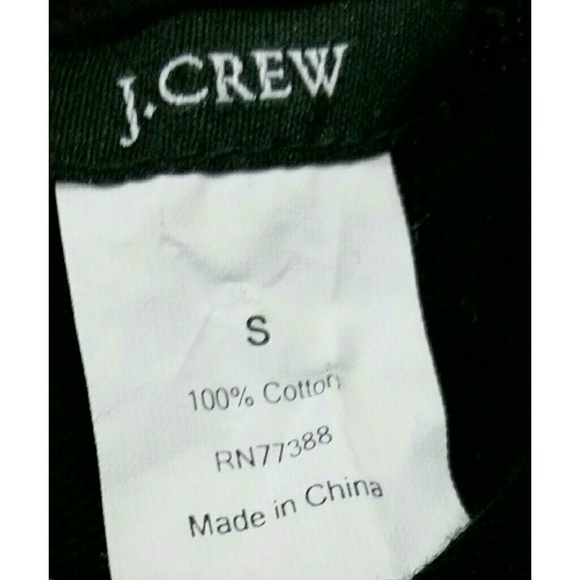 J.CREW
S
100% Cotton
RN77388
Made in China